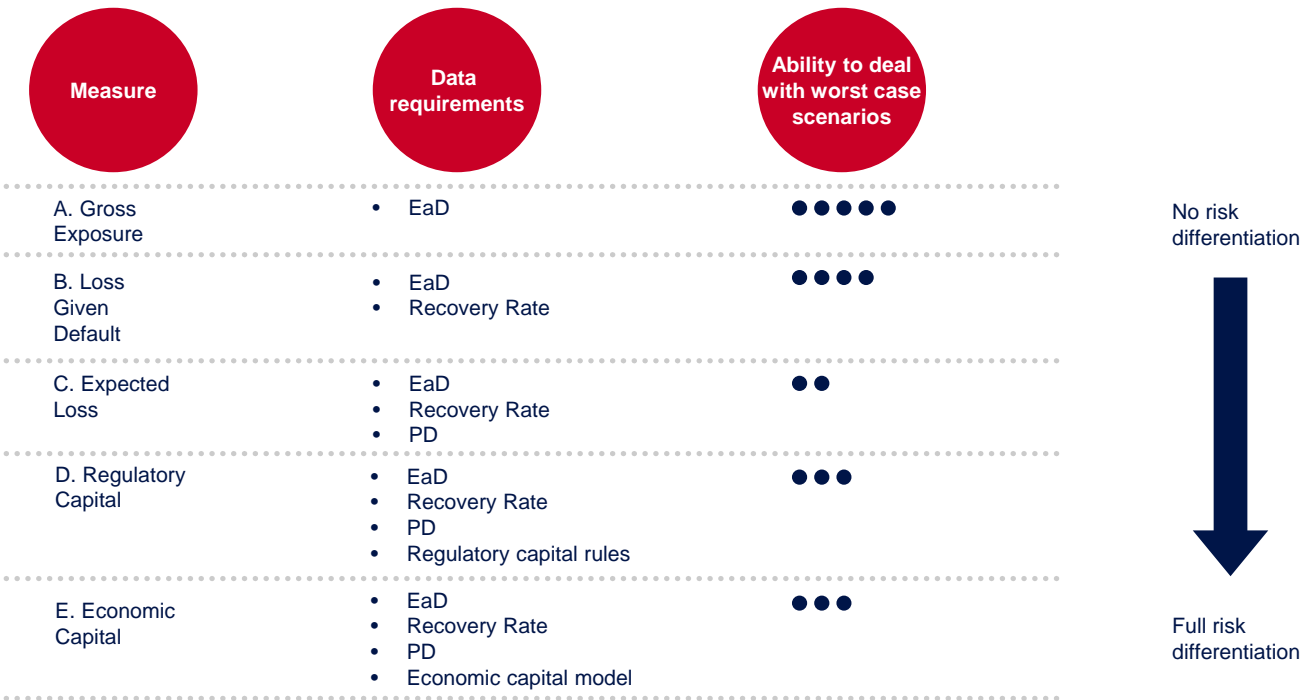 Measure
Data
requirements
Ability to deal
with worst case
scenarios
A. Gross
Exposure
• EaD
No risk
differentiation
B. Loss
Given
Default
• EaD
• Recovery Rate
C. Expected
Loss
• EaD
• Recovery Rate
• PD
D. Regulatory
Capital
• EaD
• Recovery Rate
• PD
• Regulatory capital rules
E. Economic
Capital
• EaD
• Recovery Rate
• PD
• Economic capital model
Full risk
differentiation